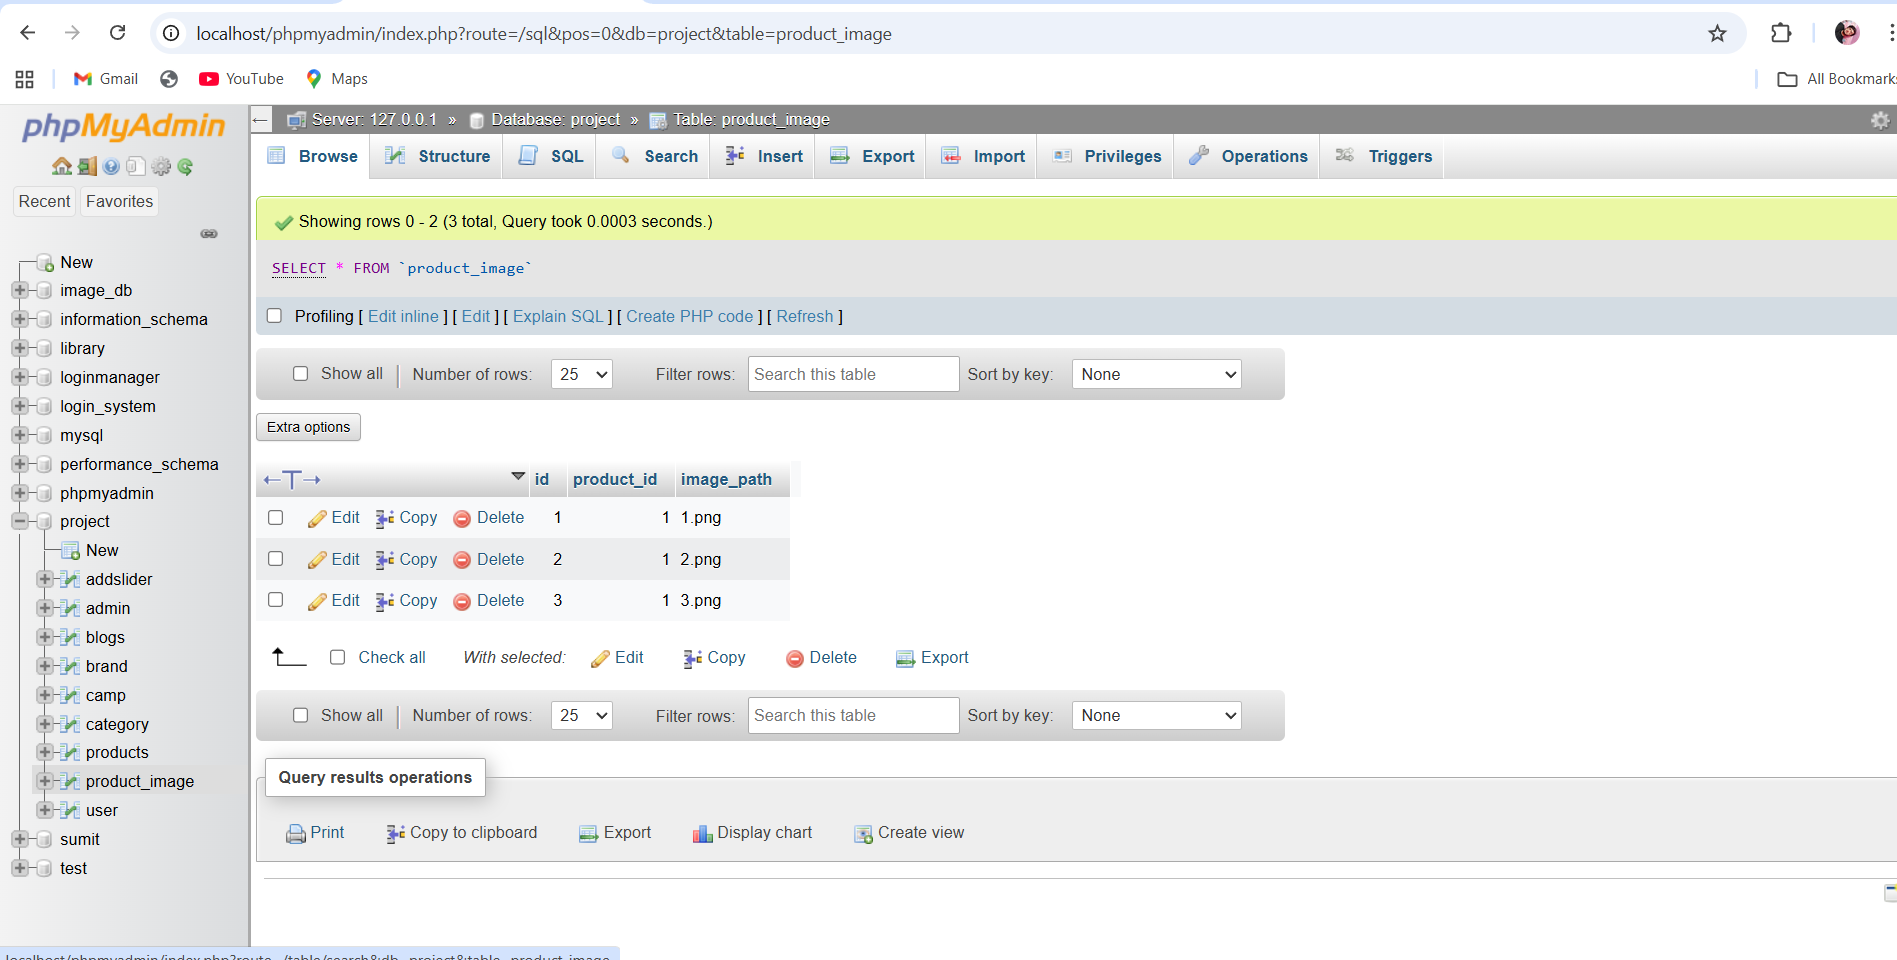 localhost/phpmyadmin/index.php?route=/sql&pos=0&db=project&table=product_image
Gmail YouTube Maps All Bookmarks
phpMyAdmin
Recent Favorites
New
image_db
information_schema
library
loginmanager
login_system
mysql
performance_schema
phpmyadmin
project
New
addslider
admin
blogs
brand
camp
category
products
product_image
user
sumit
test
Server: 127.0.0.1 » Database: project » Table: product_image
Browse Structure SQL Search Insert Export Import Privileges Operations Triggers
Showing rows 0 - 2 (3 total, Query took 0.0003 seconds.)
SELECT * FROM `product_image`
Profiling [ Edit inline ] [ Edit ] [ Explain SQL ] [ Create PHP code ] [ Refresh ]
Show all | Number of rows: 25 Filter rows: Search this table Sort by key: None
Extra options
←T→ id product_id image_path
Edit Copy Delete 1 1 1.png
Edit Copy Delete 2 1 2.png
Edit Copy Delete 3 1 3.png
Check all With selected: Edit Copy Delete Export
Show all | Number of rows: 25 Filter rows: Search this table Sort by key: None
Query results operations
Print Copy to clipboard Export Display chart Create view
localhost/phpmyadmin/index.php?route=/table/search&db=project&table=product_image